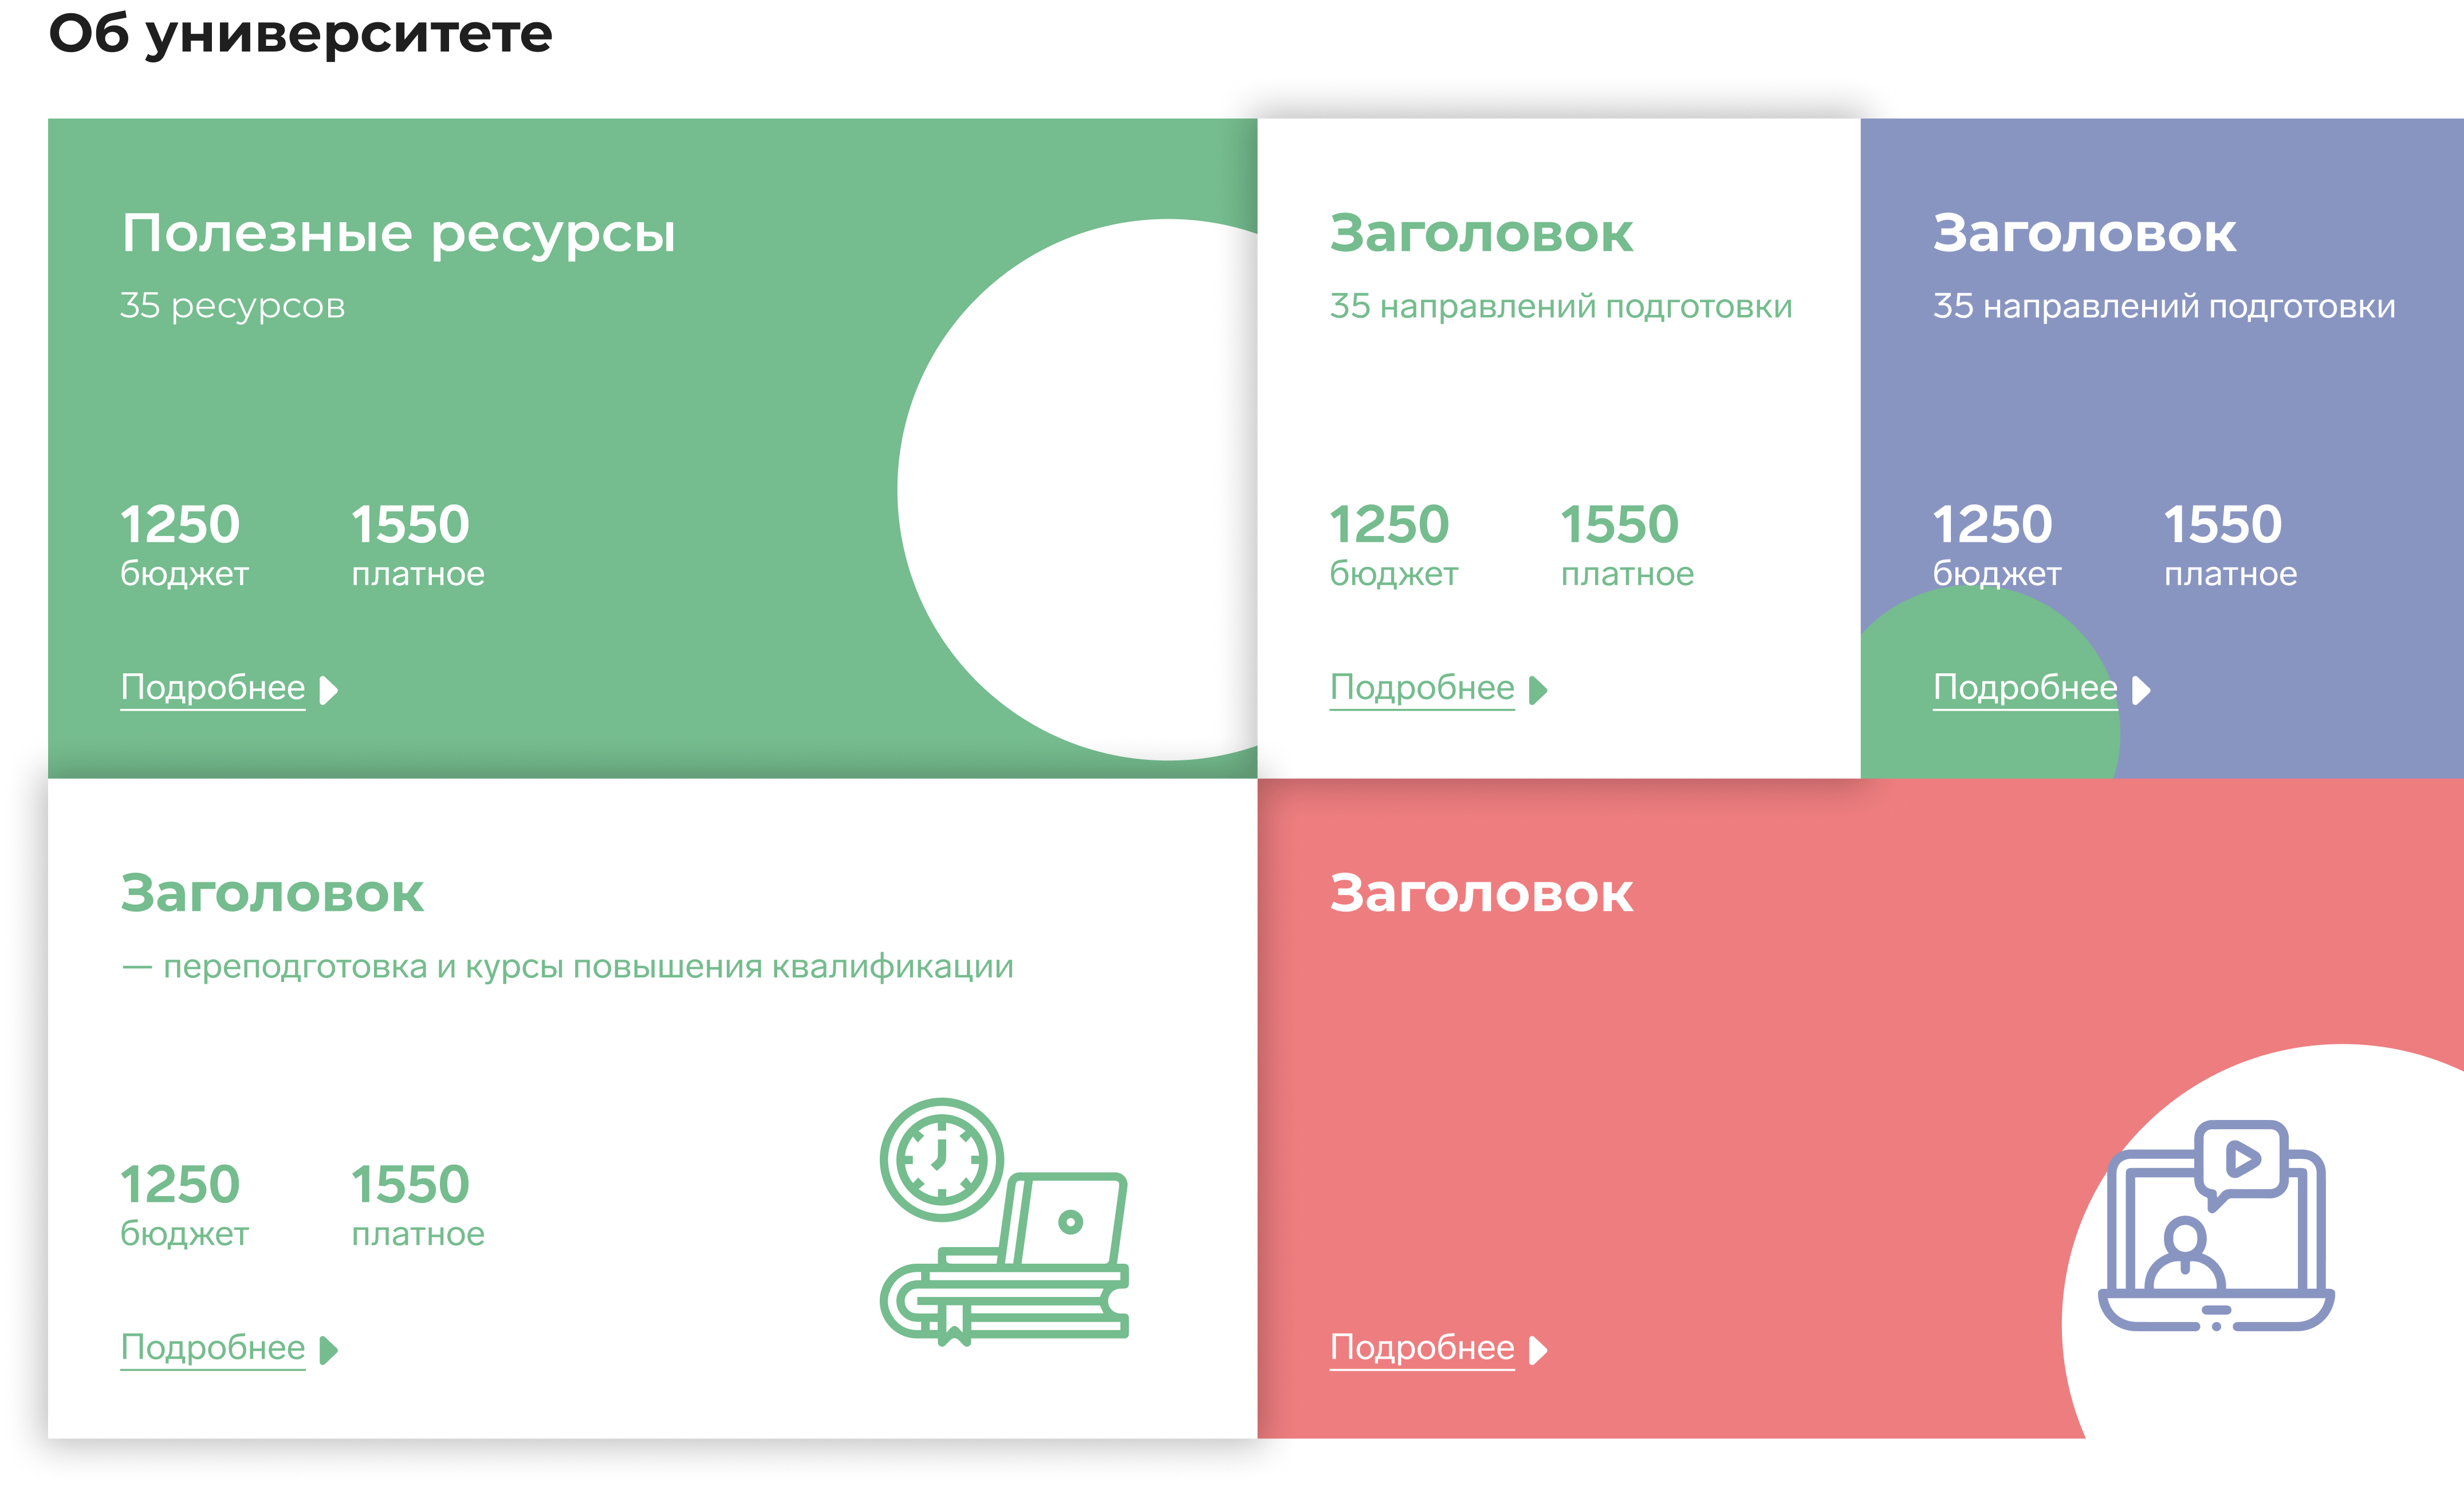 Об университете
Полезные ресурсы
35 ресурсов
1250
бюджет
1550
платное
Подробнее
Заголовок
35 направлений подготовки
1250
бюджет
1550
платное
Подробнее
Заголовок
35 направлений подготовки
1250
бюджет
1550
платное
Подробнее
Заголовок
— переподготовка и курсы повышения квалификации
1250
бюджет
1550
платное
Подробнее
Заголовок
Подробнее